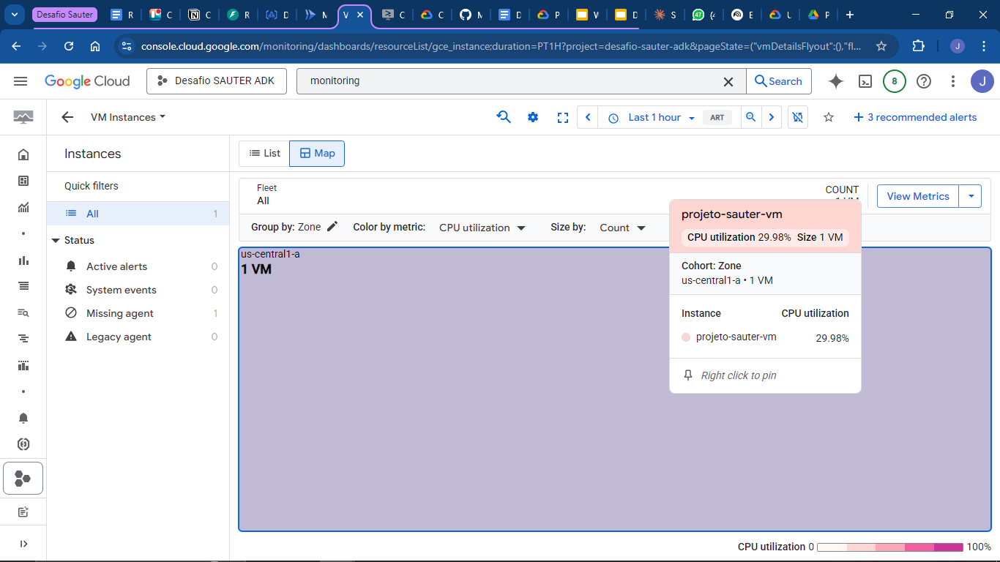 Desafio Sauter
console.cloud.google.com/monitoring/dashboards/resourceList/gce_instance;duration=PT1H?project=desafio-sauter-adk&pageState=("vmDetailsFlyout":(),"fl...
J
Google Cloud
Desafio SAUTER ADK
monitoring
Search
8
J
VM Instances
Last 1 hour
ART
3 recommended alerts
Instances
Quick filters
All
1
Status
Active alerts
0
System events
0
Missing agent
1
Legacy agent
0
List
Map
Fleet
All
COUNT
View Metrics
Group by: Zone
Color by metric:
CPU utilization
Size by:
Count
us-central1-a
1 VM
projeto-sauter-vm
CPU utilization 29.98% Size 1 VM
Cohort: Zone
us-central1-a • 1 VM
Instance
CPU utilization
projeto-sauter-vm
29.98%
Right click to pin
CPU utilization 0
100%